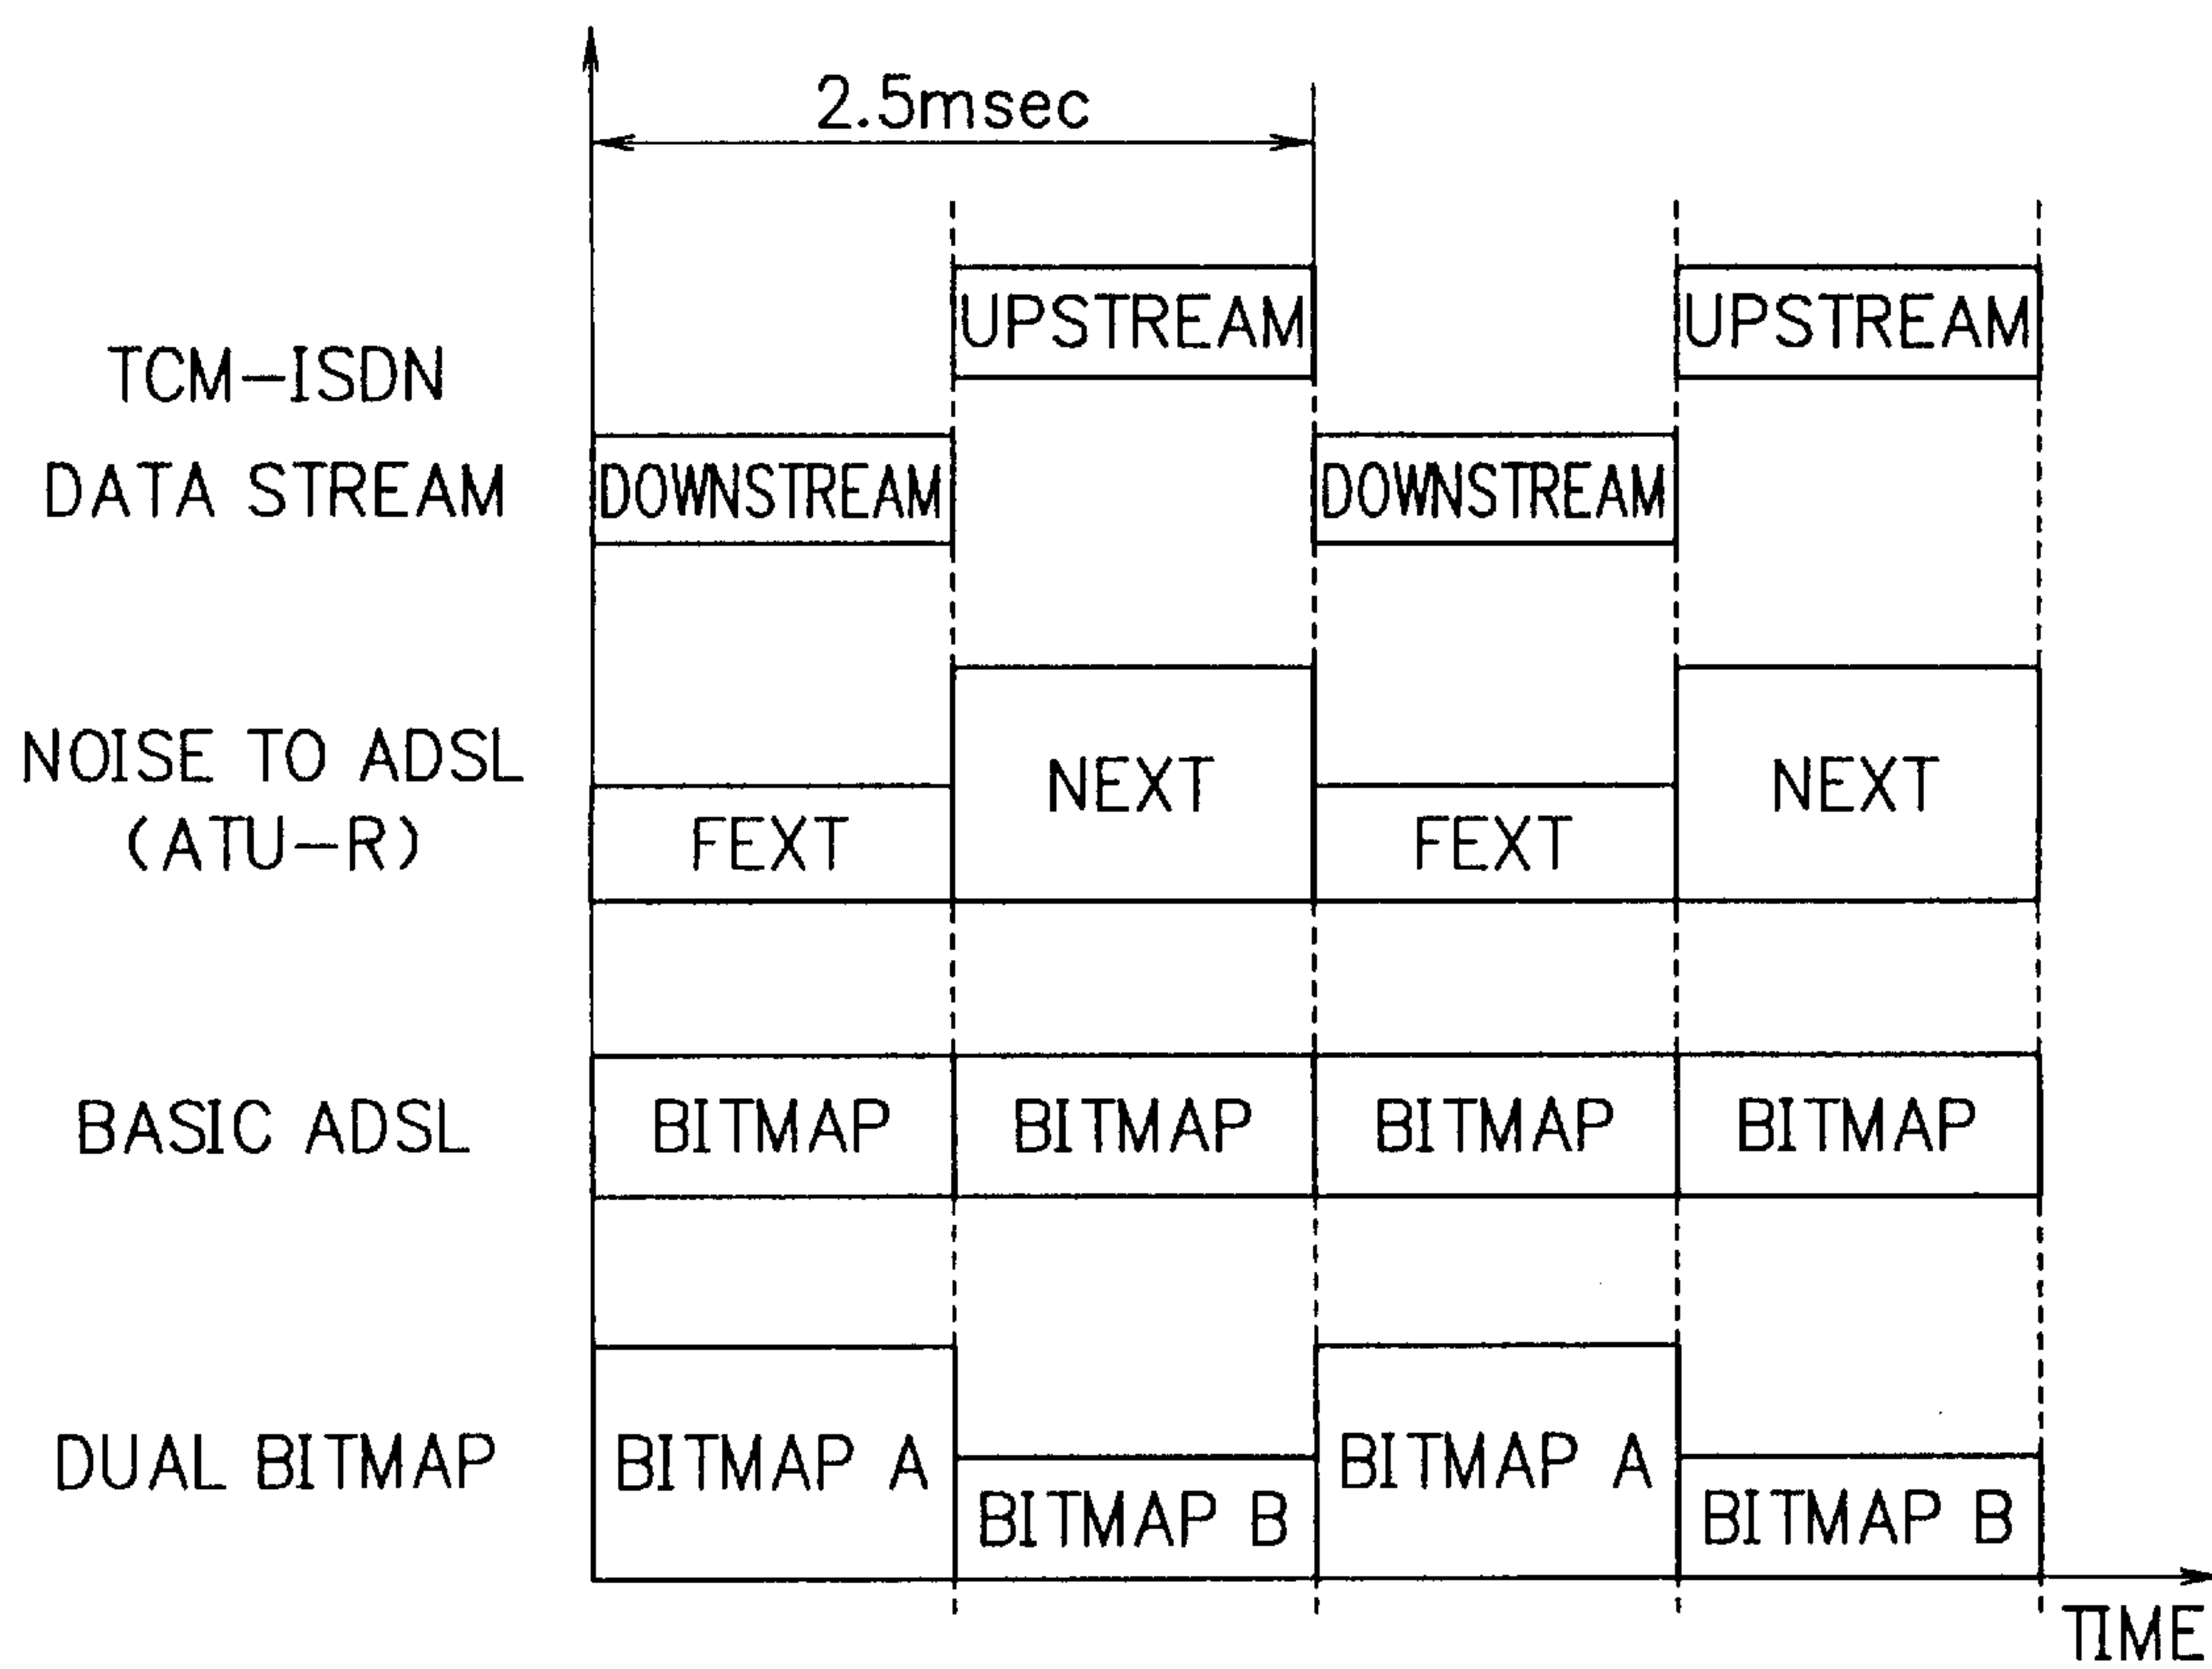 2.5msec
UPSTREAM UPSTREAM
TCM-ISDN
DATA STREAM DOWNSTREAM DOWNSTREAM
NOISE TO ADSL NEXT NEXT
(ATU-R) FEXT FEXT
BASIC ADSL BITMAP BITMAP BITMAP BITMAP
DUAL BITMAP BITMAP A BITMAP A
BITMAP B BITMAP B
TIME